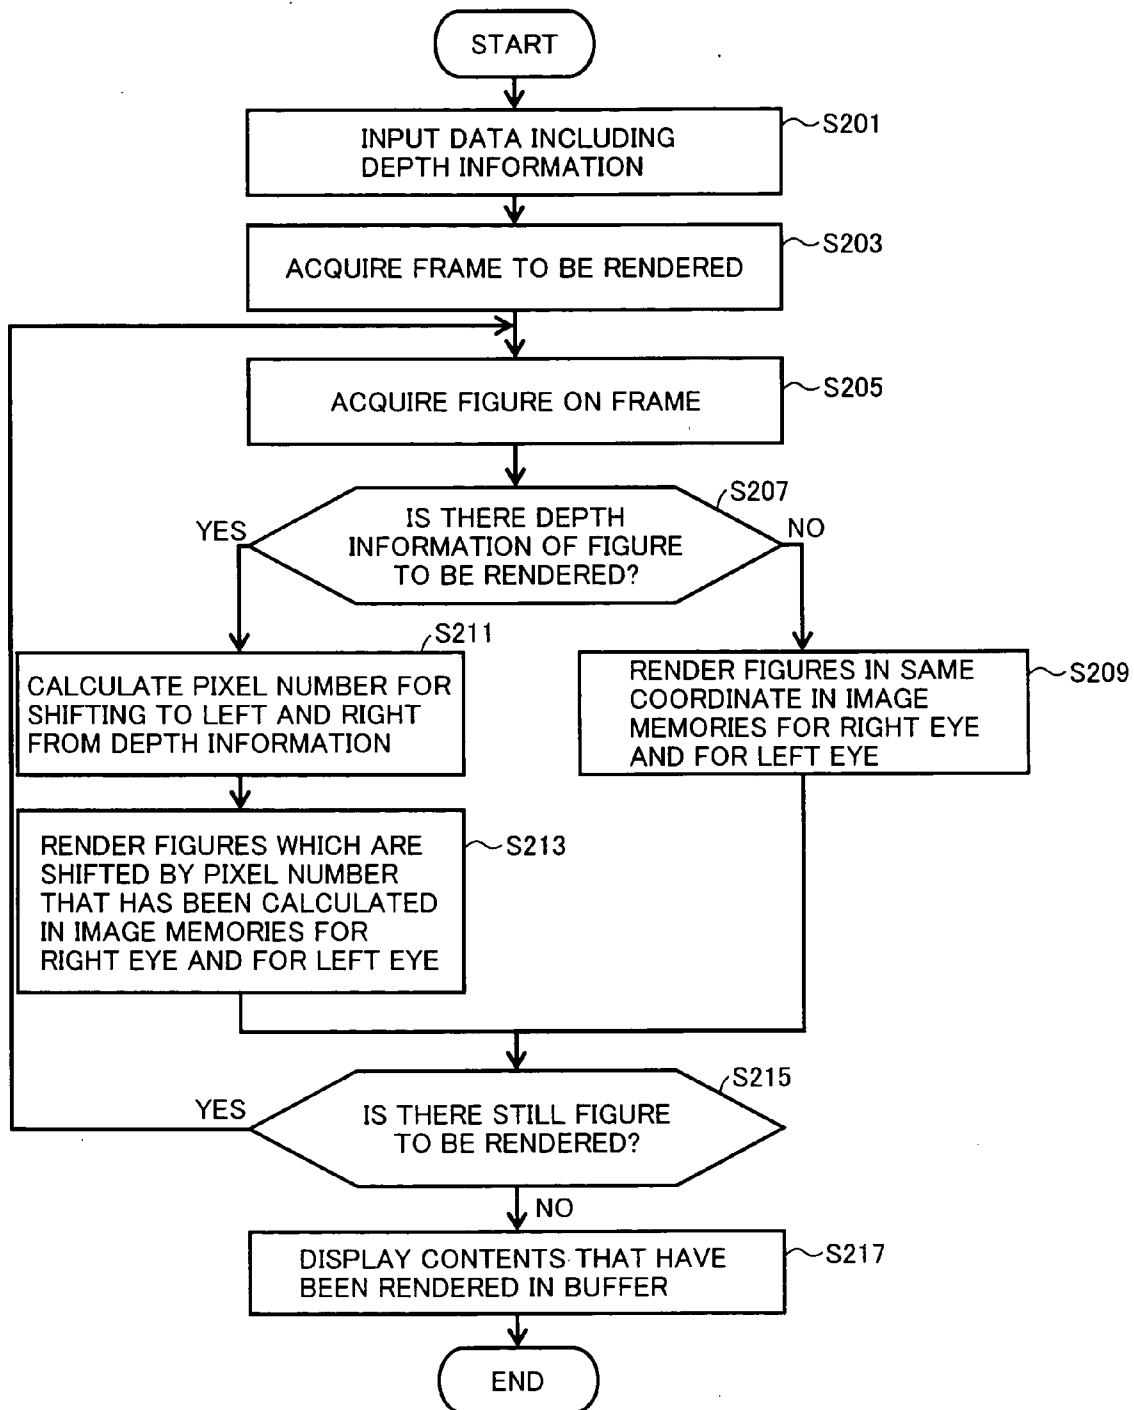 START
S201
INPUT DATA INCLUDING
DEPTH INFORMATION
S203
ACQUIRE FRAME TO BE RENDERED
S205
ACQUIRE FIGURE ON FRAME
S207
YES
NO
IS THERE DEPTH
INFORMATION OF FIGURE
TO BE RENDERED?
S211
CALCULATE PIXEL NUMBER FOR
SHIFTING TO LEFT AND RIGHT
FROM DEPTH INFORMATION
S209
RENDER FIGURES IN SAME
COORDINATE IN IMAGE
MEMORIES FOR RIGHT EYE
AND FOR LEFT EYE
S213
RENDER FIGURES WHICH ARE
SHIFTED BY PIXEL NUMBER
THAT HAS BEEN CALCULATED
IN IMAGE MEMORIES FOR
RIGHT EYE AND FOR LEFT EYE
S215
YES
IS THERE STILL FIGURE
TO BE RENDERED?
NO
S217
DISPLAY CONTENTS THAT HAVE
BEEN RENDERED IN BUFFER
END